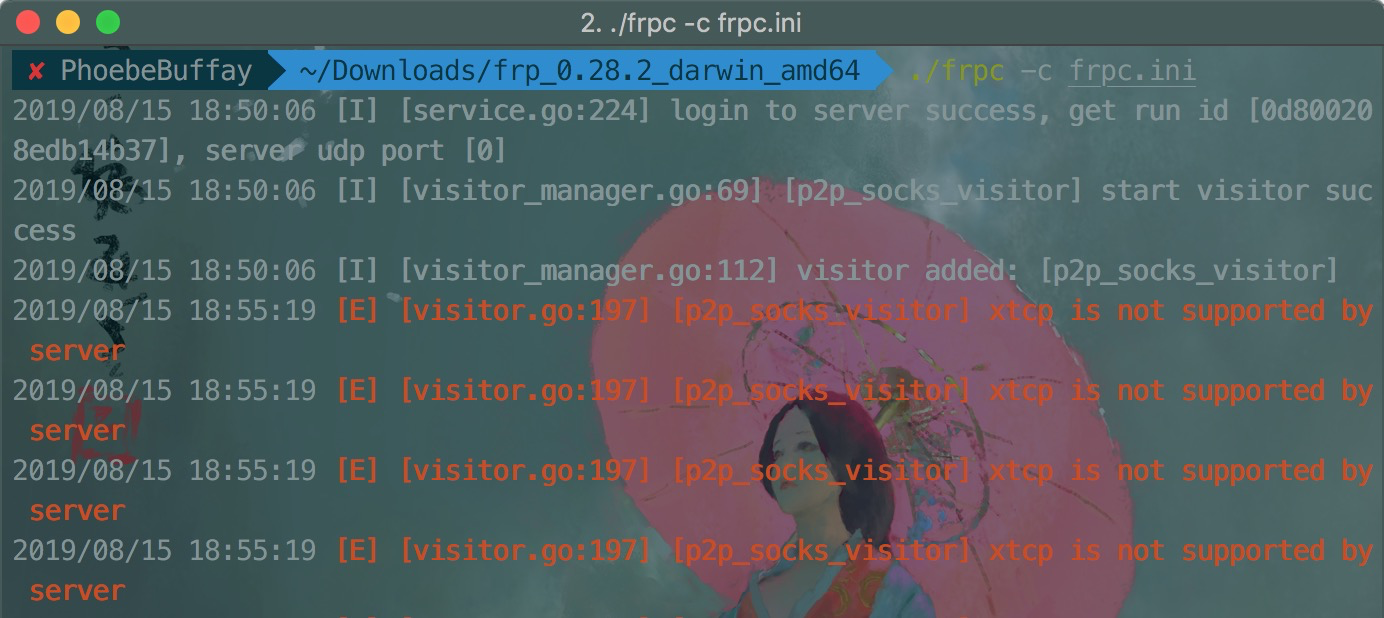 2. ./frpc -c frpc.ini
✘ PhoebeBuffay ~/Downloads/frp_0.28.2_darwin_amd64 ./frpc -c frpc.ini
2019/08/15 18:50:06 [I] [service.go:224] login to server success, get run id [0d80020
8edb14b37], server udp port [0]
2019/08/15 18:50:06 [I] [visitor_manager.go:69] [p2p_socks_visitor] start visitor suc
cess
2019/08/15 18:50:06 [I] [visitor_manager.go:112] visitor added: [p2p_socks_visitor]
2019/08/15 18:55:19 [E] [visitor.go:197] [p2p_socks_visitor] xtcp is not supported by
server
2019/08/15 18:55:19 [E] [visitor.go:197] [p2p_socks_visitor] xtcp is not supported by
server
2019/08/15 18:55:19 [E] [visitor.go:197] [p2p_socks_visitor] xtcp is not supported by
server
2019/08/15 18:55:19 [E] [visitor.go:197] [p2p_socks_visitor] xtcp is not supported by
server